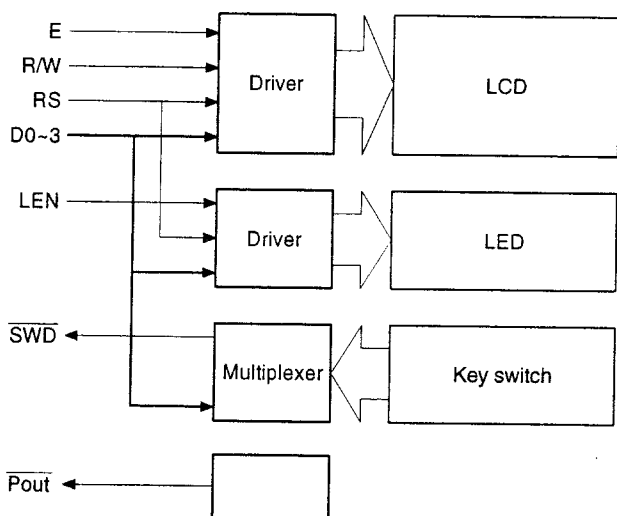 E
R/W
RS
D0~3
Driver
LCD
LEN
Driver
LED
SWD
Multiplexer
Key switch
Pout